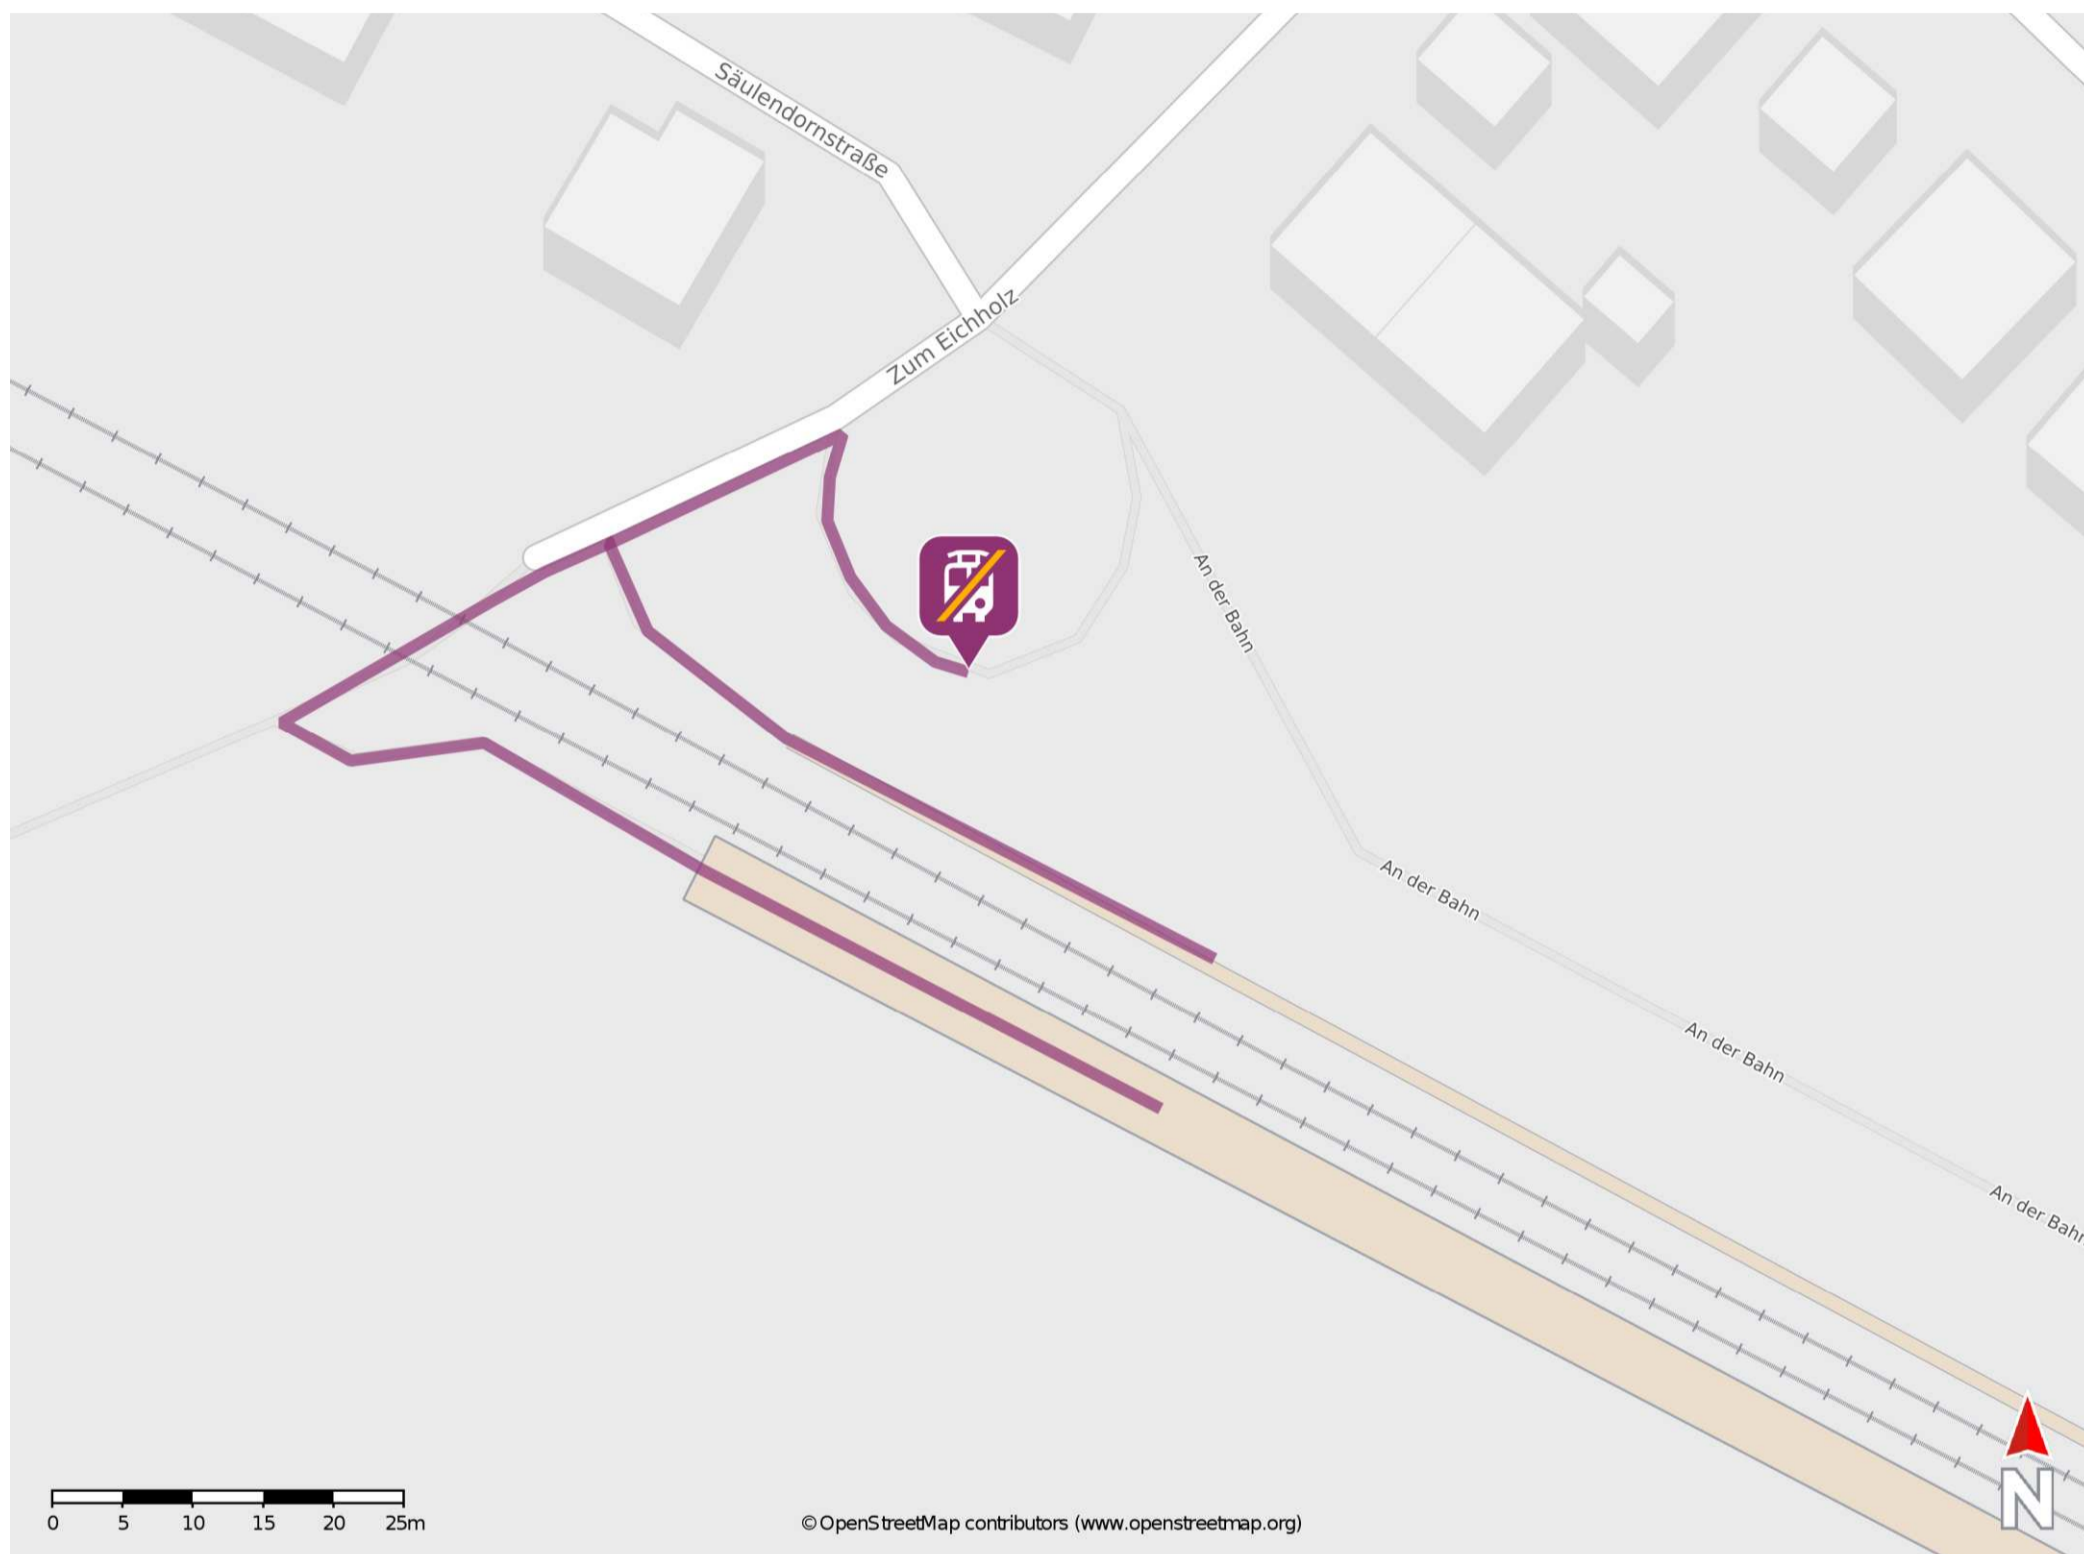 Säulendornstraße
Zum Eichholz
An der Bahn
An der Bahn
An der Bahn
An der Bahn
N
0 5 10 15 20 25m
©OpenStreetMap contributors (www.openstreetmap.org)